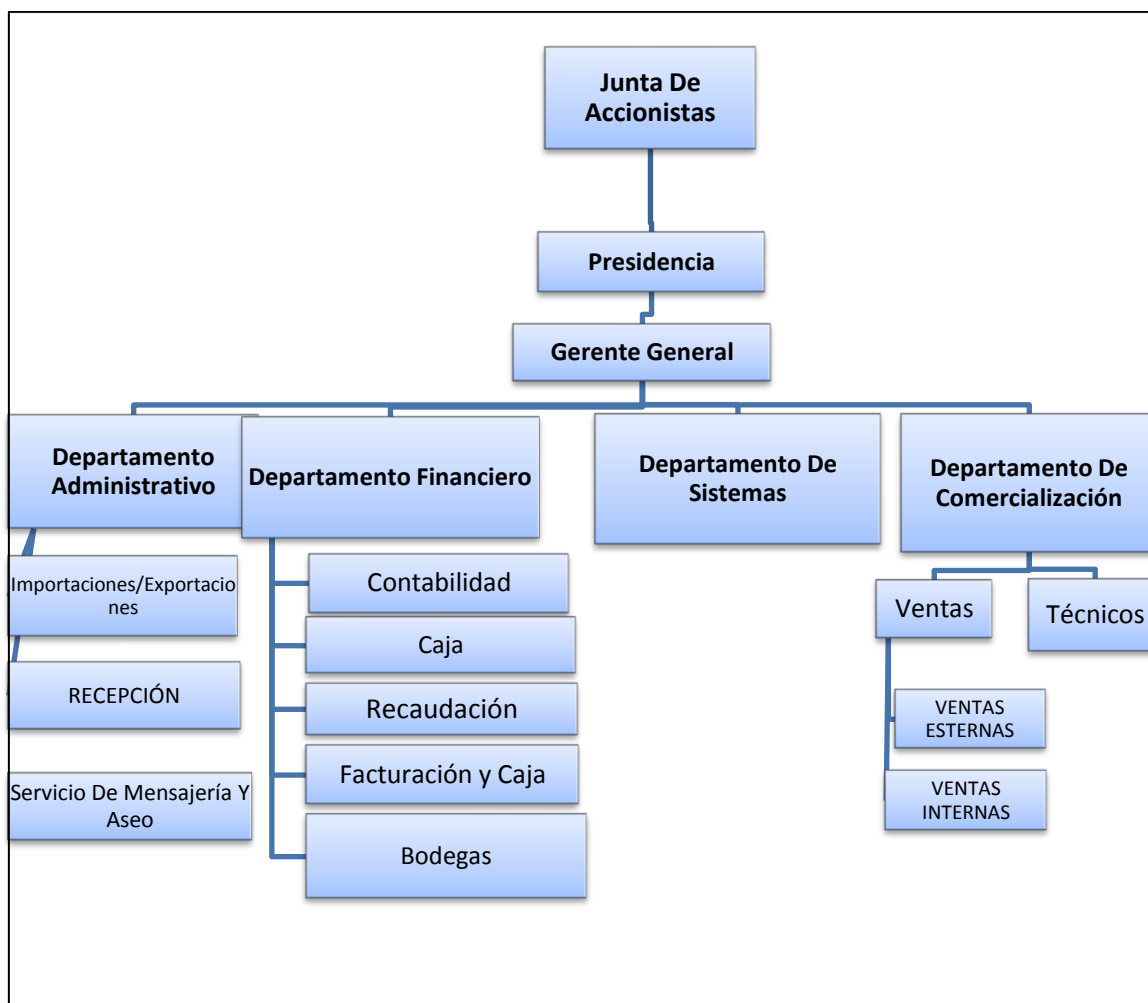 Junta De
Accionistas
Presidencia
Gerente General
Departamento
Administrativo
Departamento Financiero
Departamento De
Sistemas
Departamento De
Comercialización
Importaciones/Exportacio
nes
RECEPCIÓN
Servicio De Mensajería Y
Aseo
Contabilidad
Caja
Recaudación
Facturación y Caja
Bodegas
Ventas
Técnicos
VENTAS
ESTERNAS
VENTAS
INTERNAS